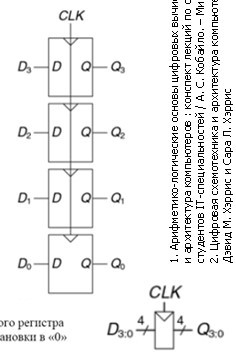 CLK
D3 D Q Q3
D2 D Q Q2
D1 D Q Q1
D0 D Q Q0
ого регистра
ановки в «0»
CLK
D3:0 4 4 Q3:0
1. Арифметико-логические основы цифровых вычи
и архитектура компьютеров : конспект лекций по
студентов IT-специальностей / А. С. Кобайло. – Ми
2. Цифровая схемотехника и архитектура компьюте
Дэвид М. Хэррис и Сара Л. Хэррис